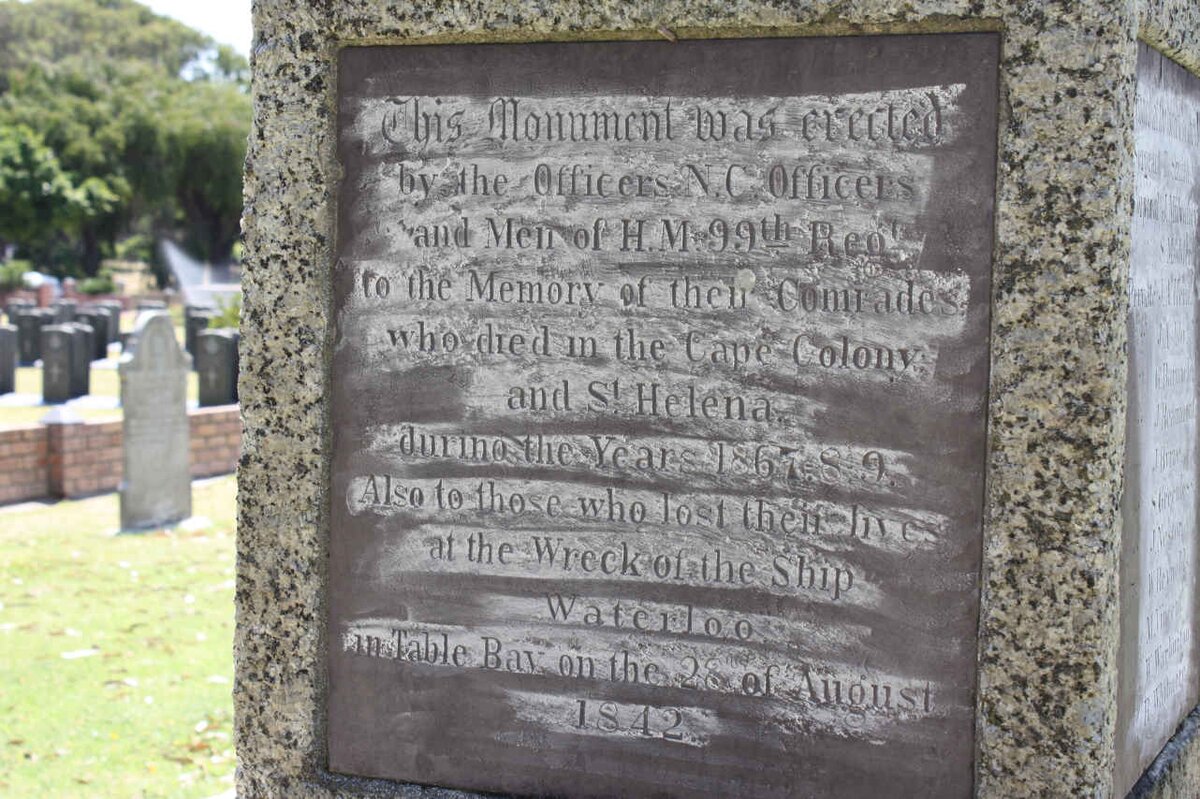 This Monument was erected
by the Officers N.C. Officers
and Men of H.M. 99th Regt
to the Memory of their Comrades
who died in the Cape Colony
and St Helena
during the Years 1867.8.9.
Also to those who lost their lives
at the Wreck of the Ship
Waterloo
in Table Bay on the 28th of August
1842.